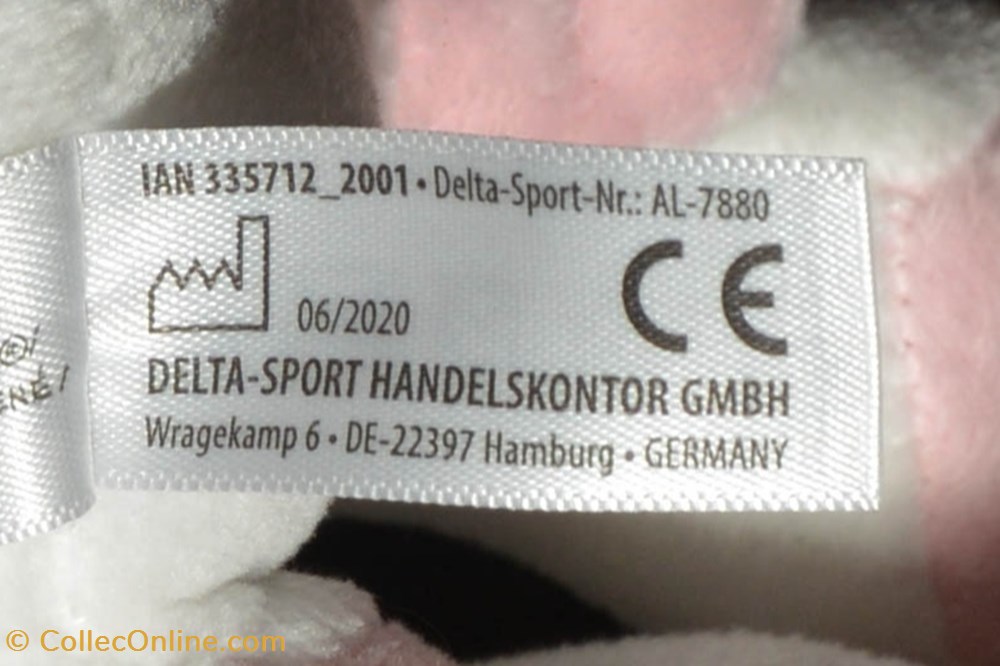 IAN 335712_2001 • Delta-Sport-Nr.: AL-7880
06/2020
CE
DELTA-SPORT HANDELSKONTOR GMBH
Wragekamp 6 • DE-22397 Hamburg • GERMANY
© CollecOnline.com